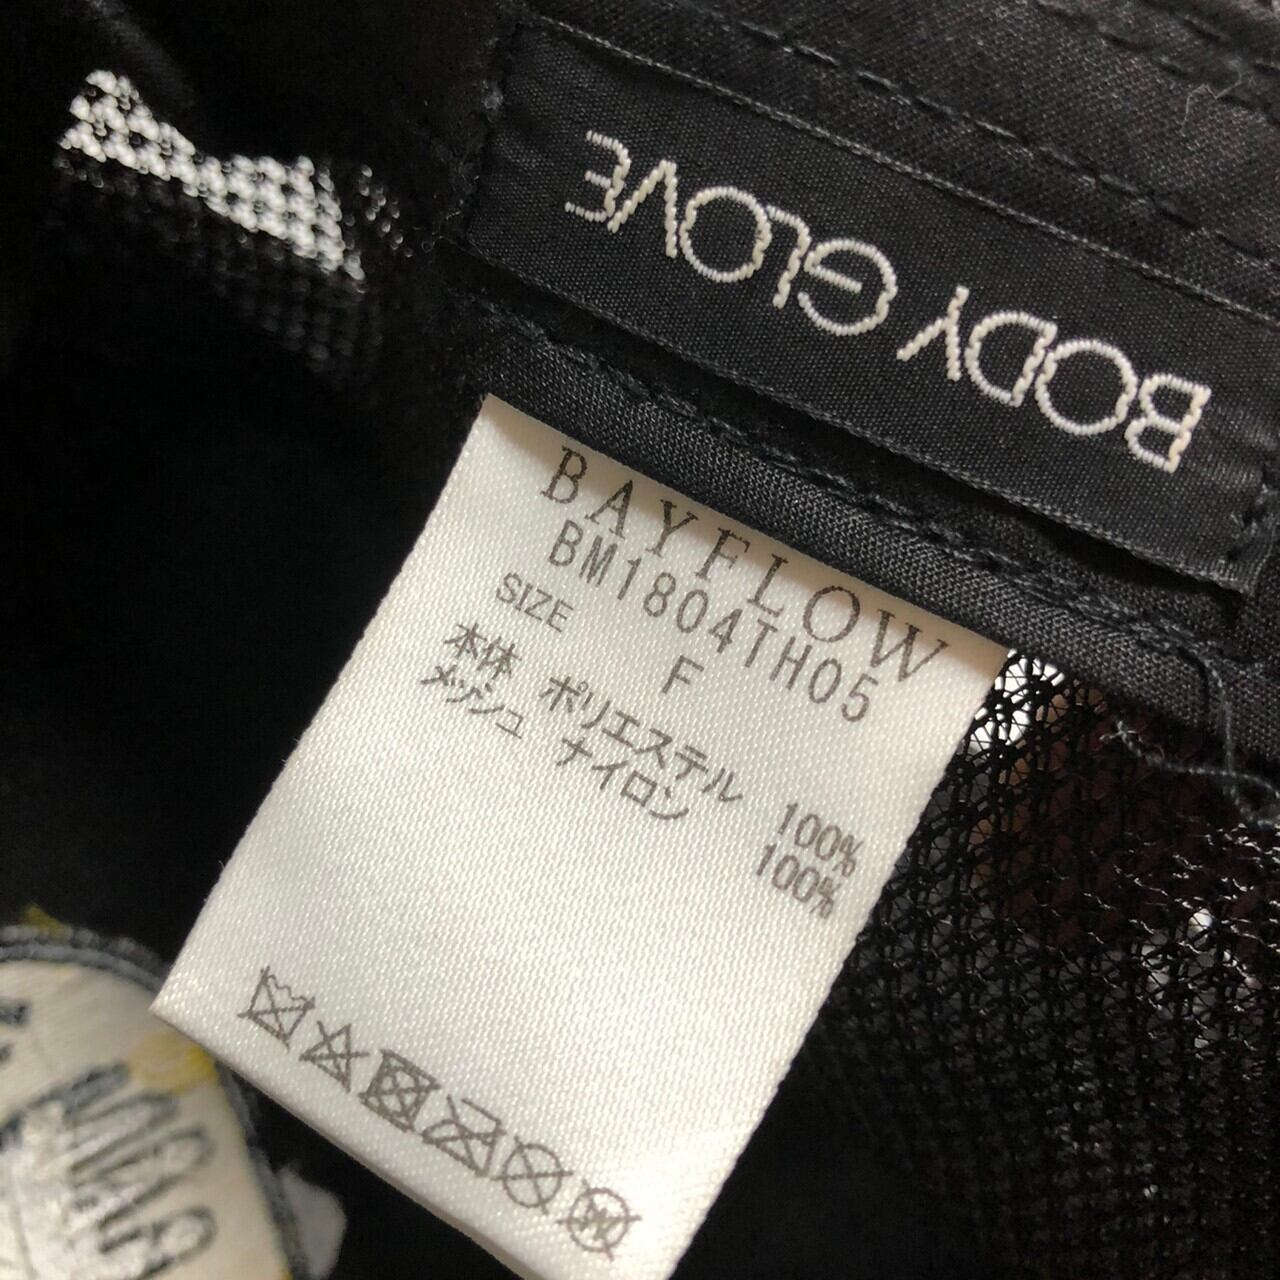 BODY GLOVE
BAYFLOW
BM1804TH05
SIZE F
本体 ポリエステル 100%
メッシュ ナイロン 100%